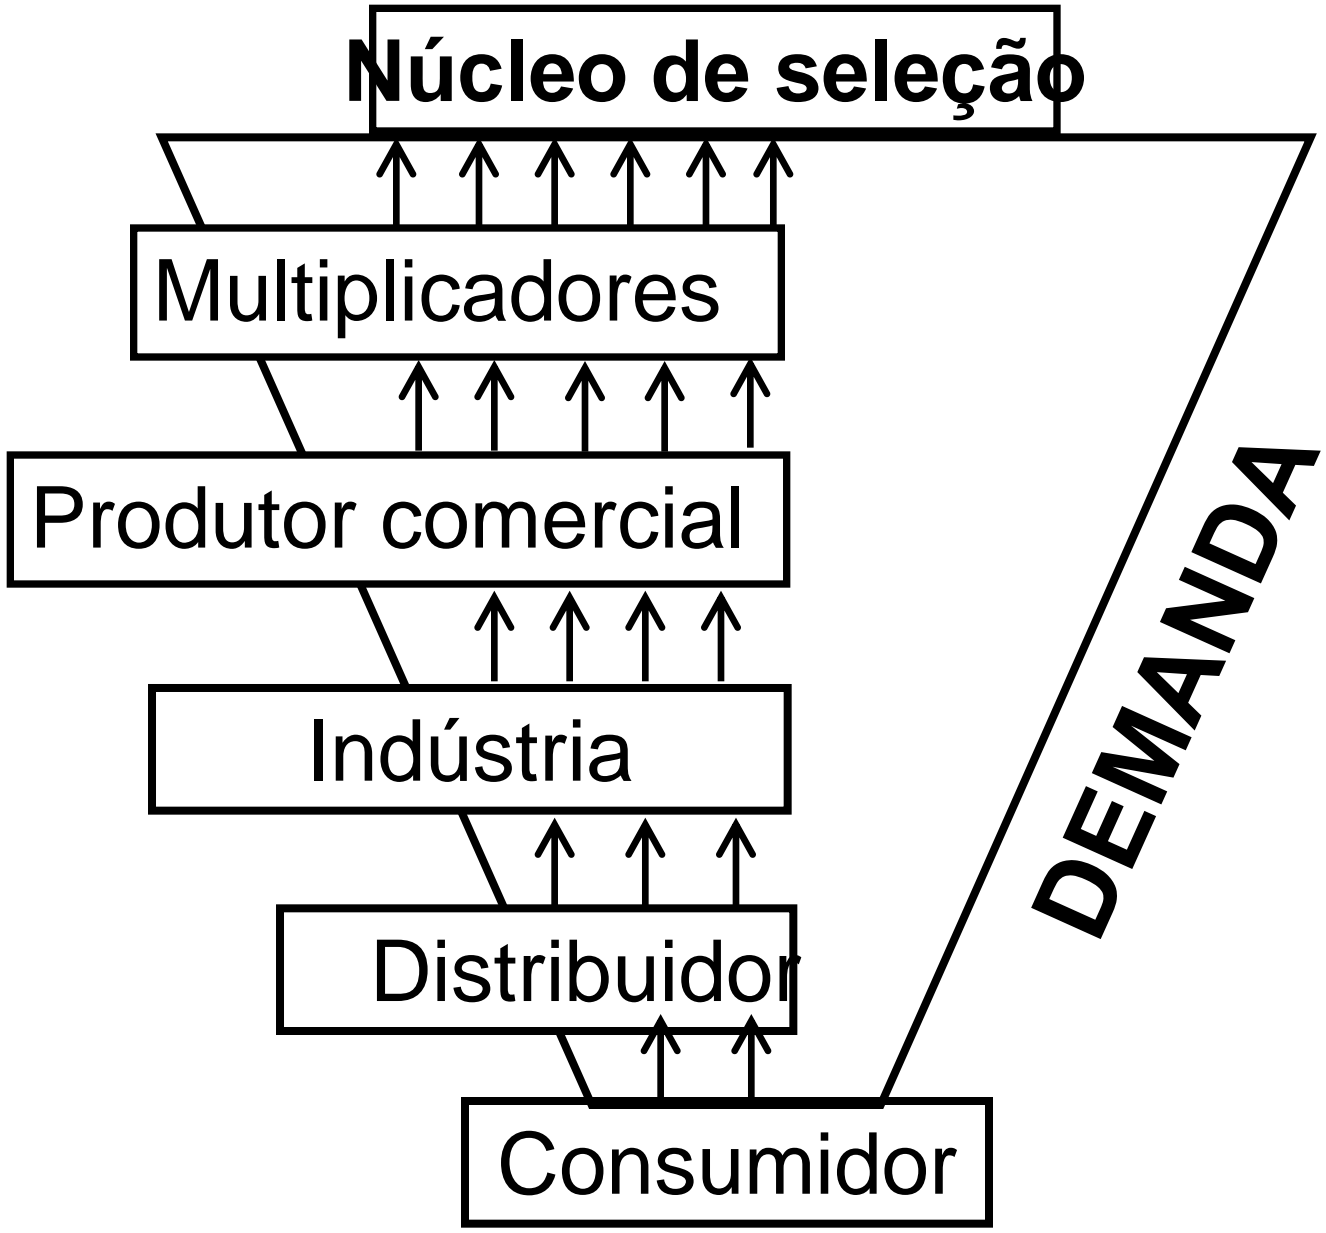 Núcleo de seleção
Multiplicadores
Produtor comercial
Indústria
Distribuidor
Consumidor
DEMANDA